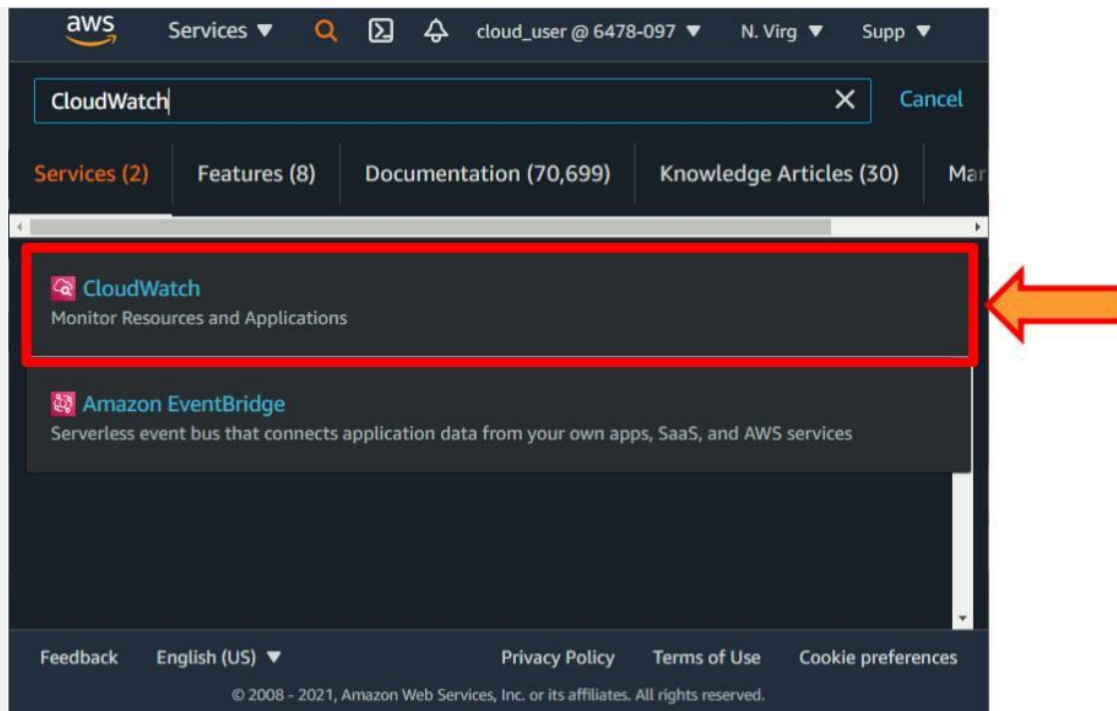 aws Services ▼ cloud_user @ 6478-097 ▼ N. Virg ▼ Supp ▼
CloudWatch Cancel
Services (2) Features (8) Documentation (70,699) Knowledge Articles (30) Mar
CloudWatch
Monitor Resources and Applications
Amazon EventBridge
Serverless event bus that connects application data from your own apps, SaaS, and AWS services
Feedback English (US) ▼ Privacy Policy Terms of Use Cookie preferences
© 2008 - 2021, Amazon Web Services, Inc. or its affiliates. All rights reserved.